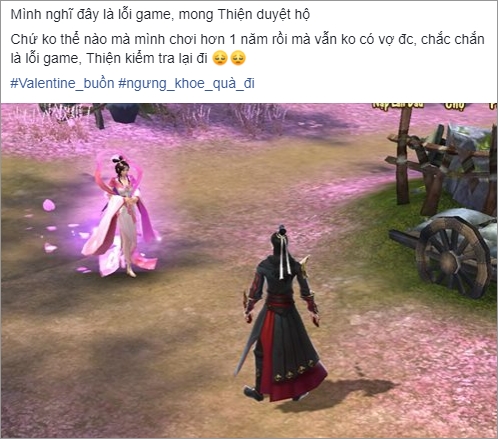 Mình nghĩ đây là lỗi game, mong Thiện duyệt hộ
Chứ ko thể nào mà mình chơi hơn 1 năm rồi mà vẫn ko có vợ đc, chắc chắn
là lỗi game, Thiện kiểm tra lại đi 😔😔
#Valentine_buồn #ngưng_khoe_quà_đi